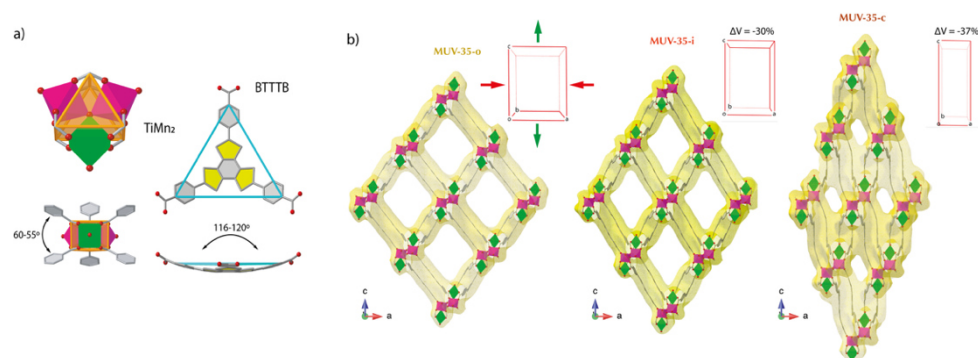 a)
TiMn₂
BTTTB
60-55º
116-120º
b)
MUV-35-o
c
b
o
a
MUV-35-i
ΔV = -30%
c
b
o
a
MUV-35-c
ΔV = -37%
c
b
o
a
c
a
c
a
c
a